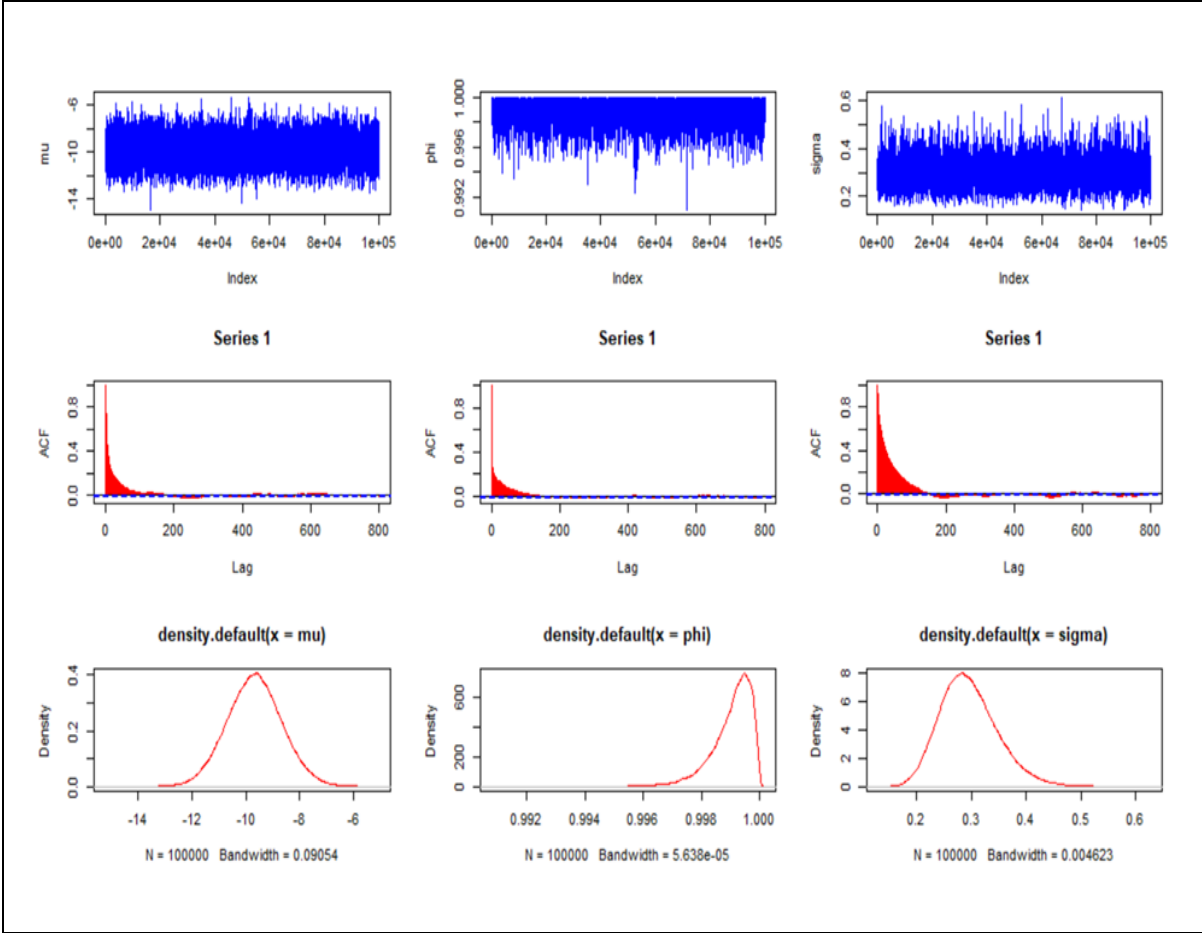 mu
-6
-10
-14
0e+00 2e+04 4e+04 6e+04 8e+04 1e+05
Index
phi
1.000
0.996
0.992
0e+00 2e+04 4e+04 6e+04 8e+04 1e+05
Index
sigma
0.6
0.4
0.2
0e+00 2e+04 4e+04 6e+04 8e+04 1e+05
Index
Series 1
ACF
0.8
0.4
0.0
0 200 400 600 800
Lag
Series 1
ACF
0.8
0.4
0.0
0 200 400 600 800
Lag
Series 1
ACF
0.8
0.4
0.0
0 200 400 600 800
Lag
density.default(x = mu)
Density
0.4
0.2
0.0
-14 -12 -10 -8 -6
N = 100000 Bandwidth = 0.09054
density.default(x = phi)
Density
600
200
0
0.992 0.994 0.996 0.998 1.000
N = 100000 Bandwidth = 5.638e-05
density.default(x = sigma)
Density
8
6
4
2
0
0.2 0.3 0.4 0.5 0.6
N = 100000 Bandwidth = 0.004623